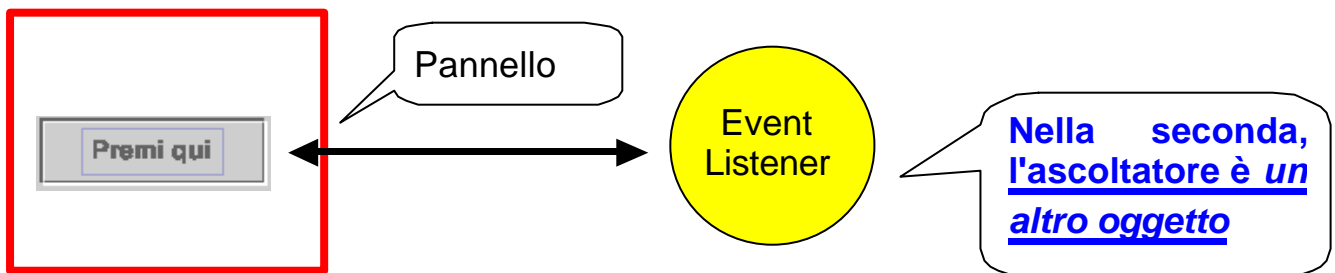 Premi qui
Pannello
Event
Listener
Nella seconda,
l'ascoltatore è un
altro oggetto